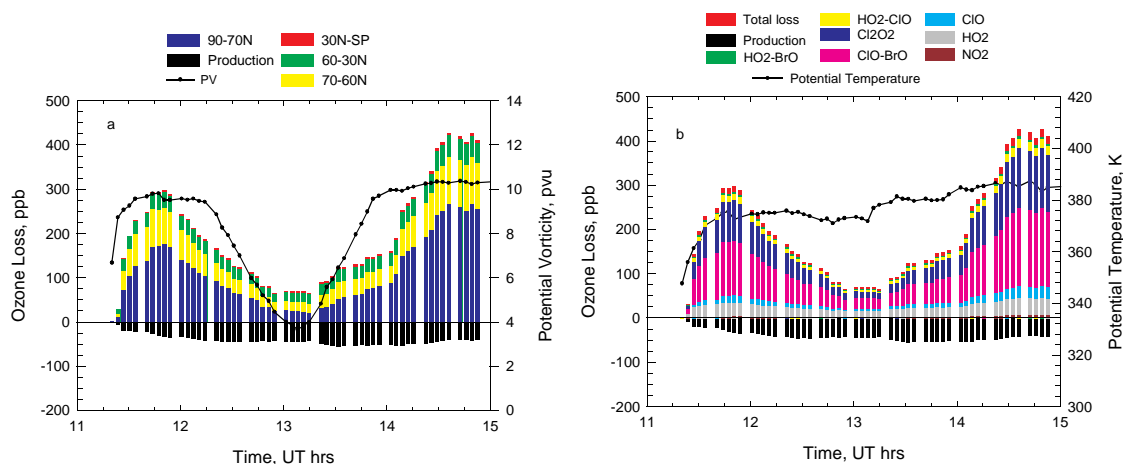 90-70N
30N-SP
Production
60-30N
PV
70-60N
a
500
400
300
200
100
0
-100
-200
Ozone Loss, ppb
14
12
10
8
6
4
2
0
Potential Vorticity, pvu
11
12
13
14
15
Time, UT hrs
Total loss
HO2-ClO
ClO
Production
Cl2O2
HO2
HO2-BrO
ClO-BrO
NO2
Potential Temperature
b
500
400
300
200
100
0
-100
-200
Ozone Loss, ppb
420
400
380
360
340
320
300
Potential Temperature, K
11
12
13
14
15
Time, UT hrs